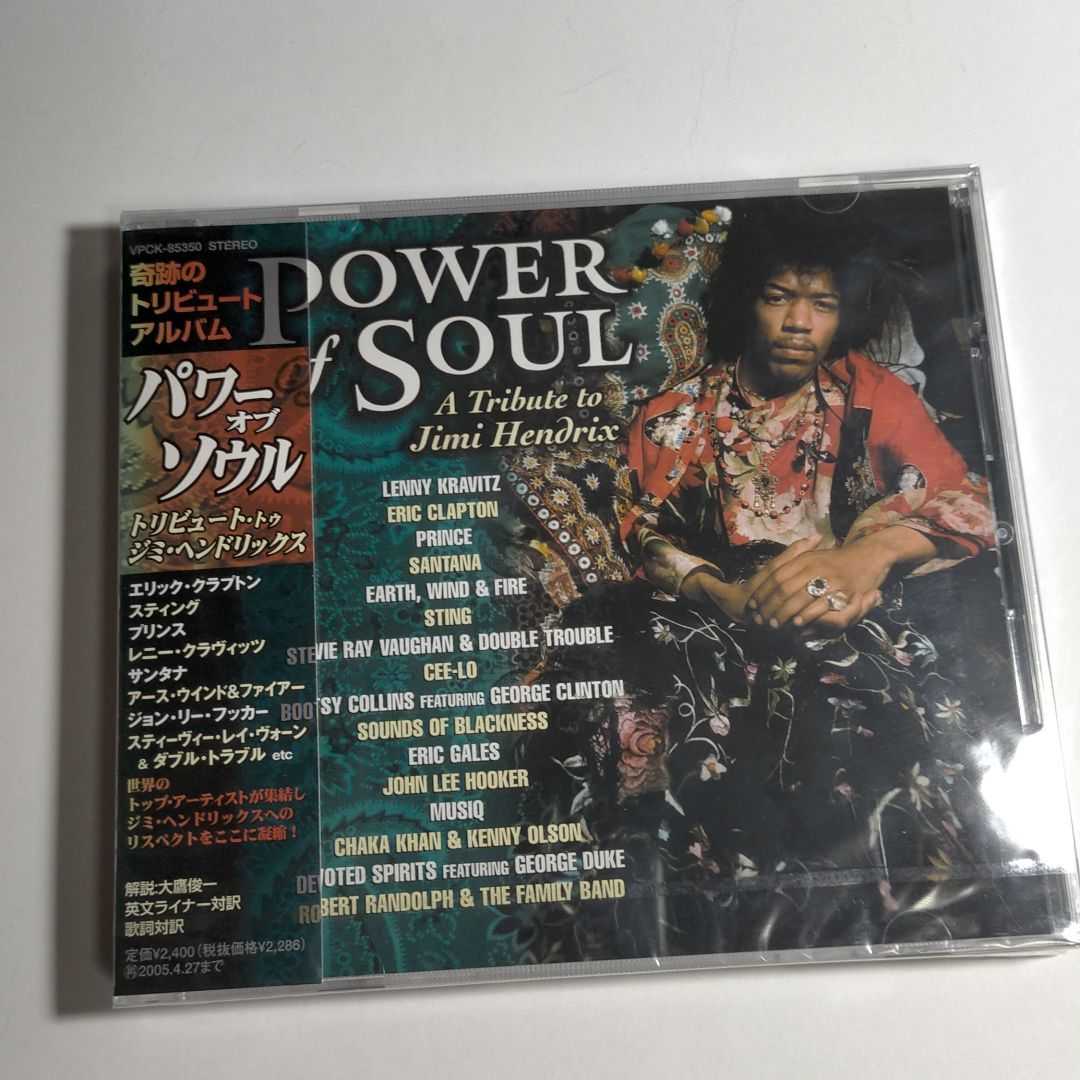 VPCK-85350 STEREO
奇跡の
トリビュート
アルバム
パワー
オブ
ソウル
トリビュート・トゥ
ジミ・ヘンドリックス
エリック・クラプトン
スティング
プリンス
レニー・クラヴィッツ
サンタナ
アース・ウインド&ファイアー
ジョン・リー・フッカー
スティーヴィー・レイ・ヴォーン
& ダブル・トラブル etc
世界の
トップ・アーティストが集結し
ジミ・ヘンドリックスへの
リスペクトをここに凝縮！
解説:大鷹俊一
英文ライナー対訳
歌詞対訳
定価¥2,400(税抜価格¥2,286)
㊢2005.4.27まで
POWER
of SOUL
A Tribute to
Jimi Hendrix
LENNY KRAVITZ
ERIC CLAPTON
PRINCE
SANTANA
EARTH, WIND & FIRE
STING
STEVIE RAY VAUGHAN & DOUBLE TROUBLE
CEE-LO
BOOTSY COLLINS FEATURING GEORGE CLINTON
SOUNDS OF BLACKNESS
ERIC GALES
JOHN LEE HOOKER
MUSIQ
CHAKA KHAN & KENNY OLSON
DEVOTED SPIRITS FEATURING GEORGE DUKE
ROBERT RANDOLPH & THE FAMILY BAND